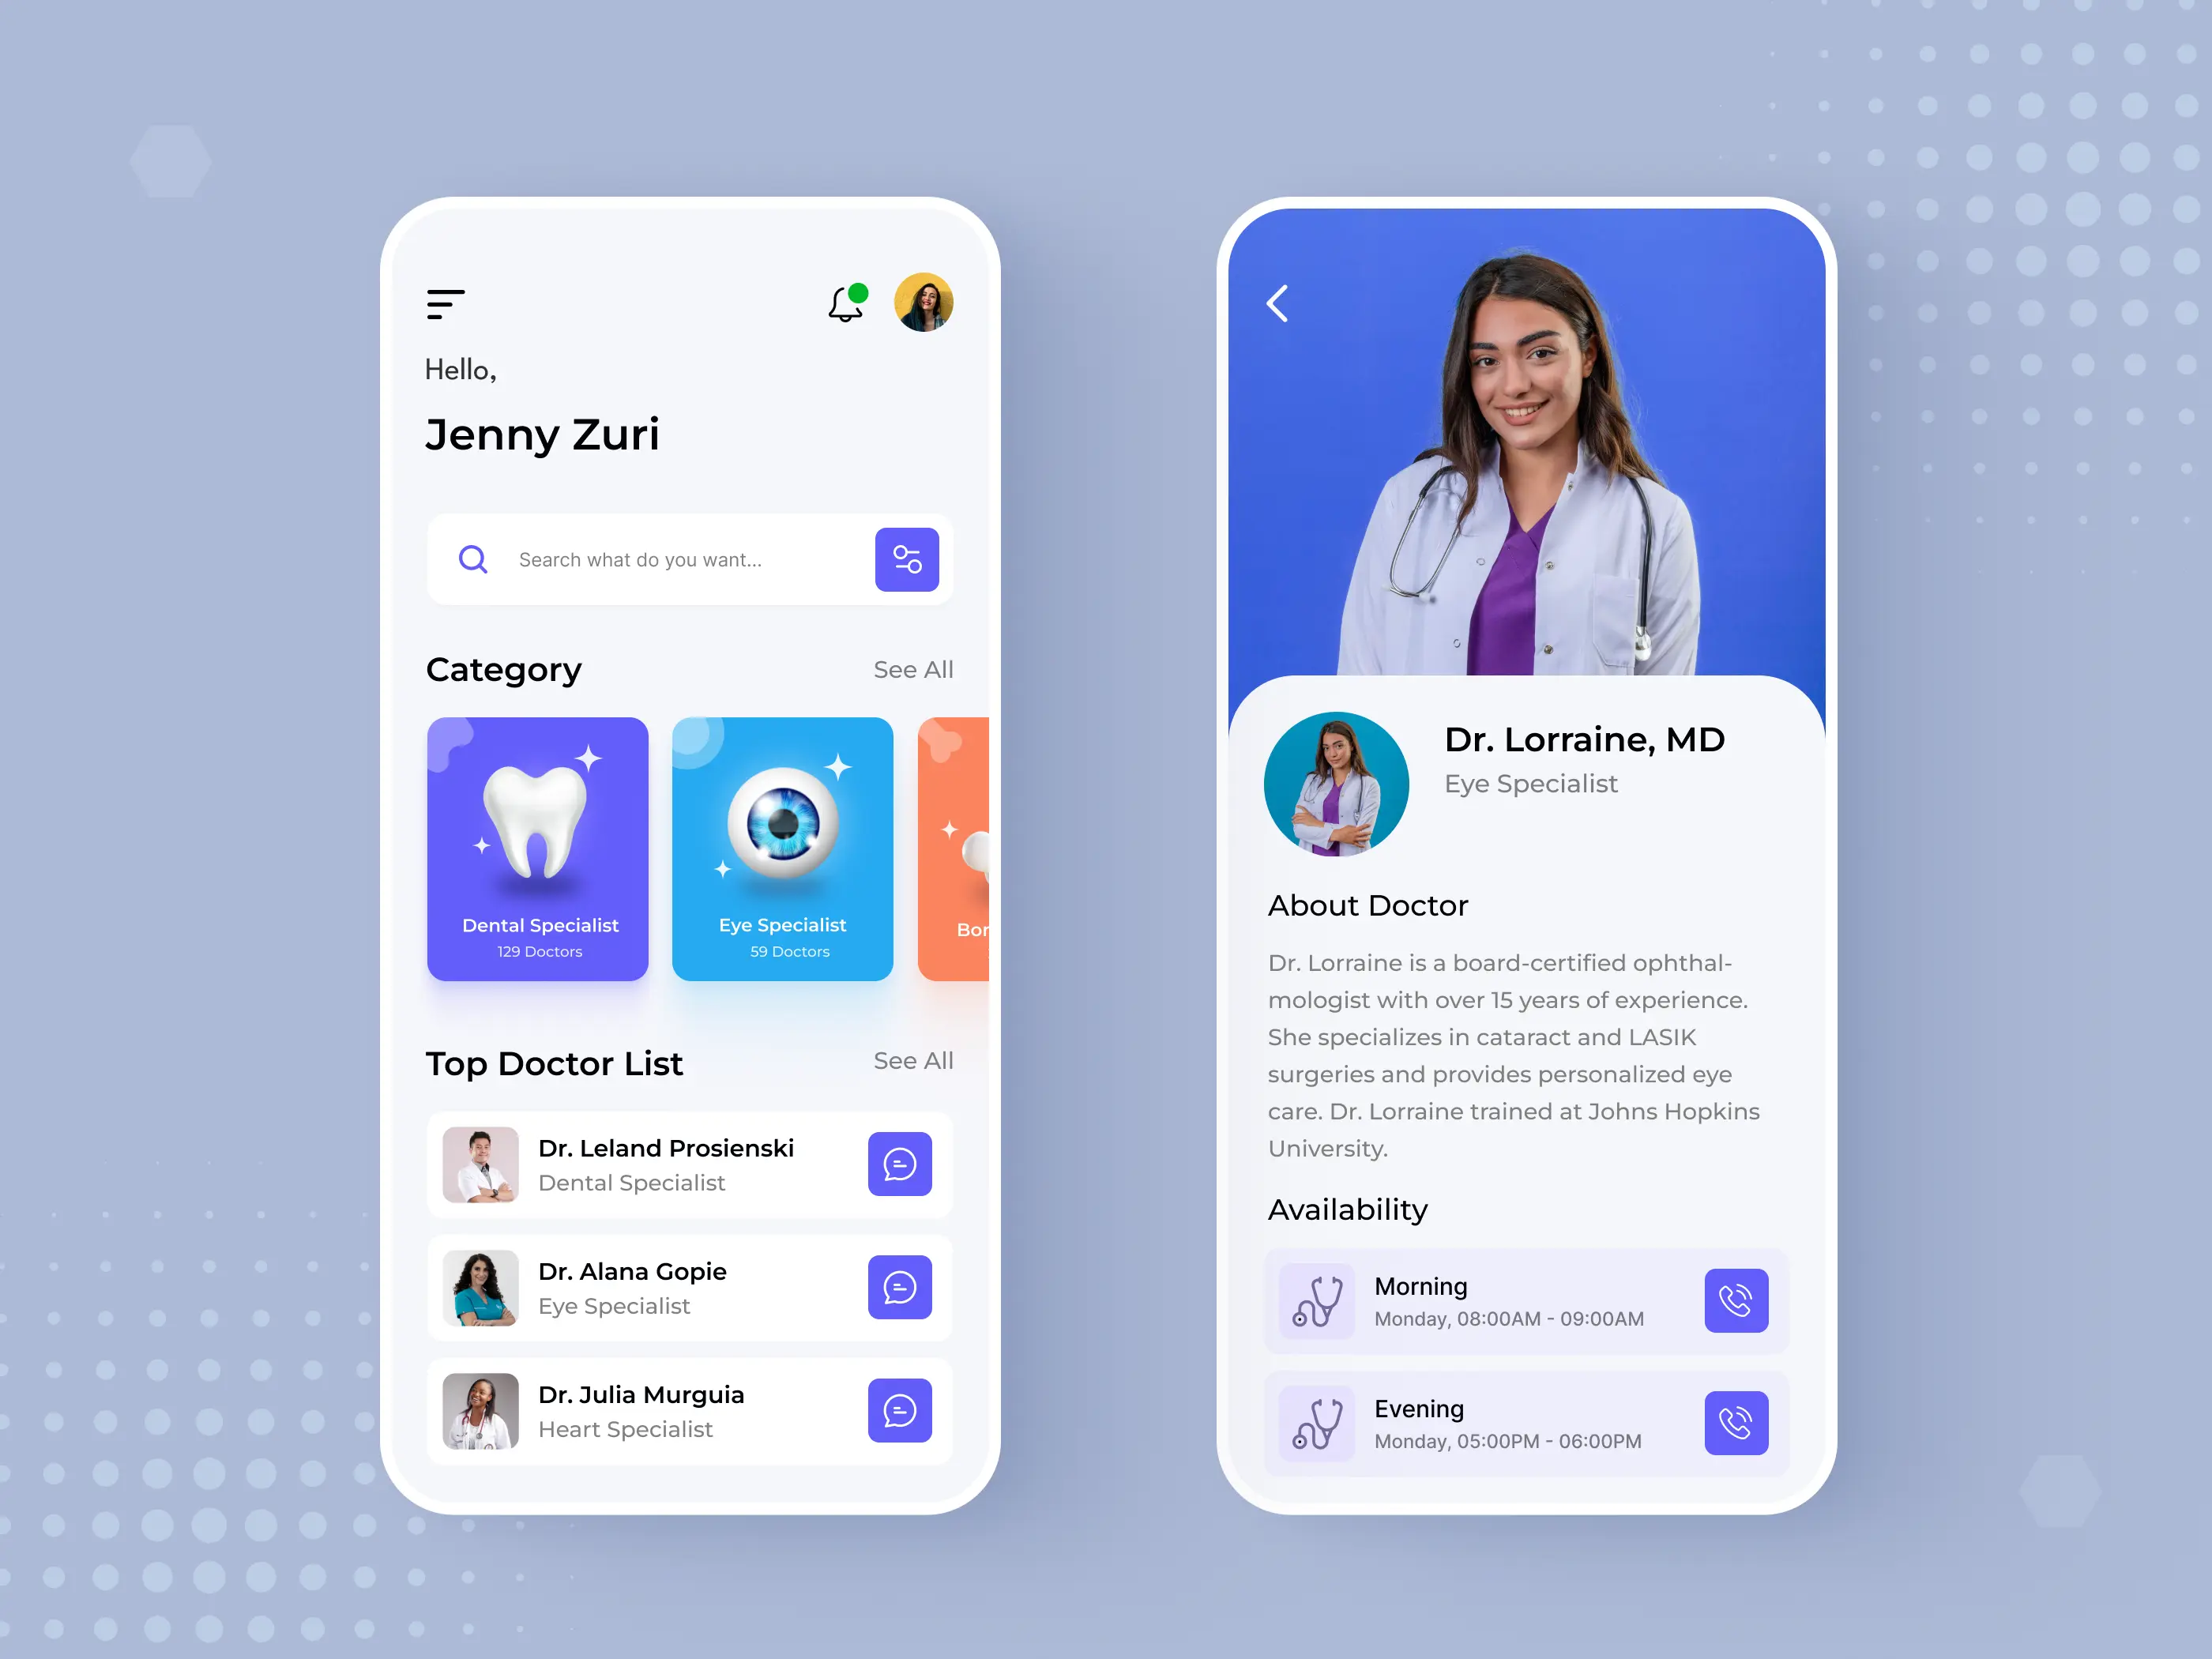 Hello,
Jenny Zuri
Search what do you want...
Category
See All
Dental Specialist
129 Doctors
Eye Specialist
59 Doctors
Top Doctor List
See All
Dr. Leland Prosienski
Dental Specialist
Dr. Alana Gopie
Eye Specialist
Dr. Julia Murguia
Heart Specialist
Dr. Lorraine, MD
Eye Specialist
About Doctor
Dr. Lorraine is a board-certified ophthal-
mologist with over 15 years of experience.
She specializes in cataract and LASIK
surgeries and provides personalized eye
care. Dr. Lorraine trained at Johns Hopkins
University.
Availability
Morning
Monday, 08:00AM - 09:00AM
Evening
Monday, 05:00PM - 06:00PM